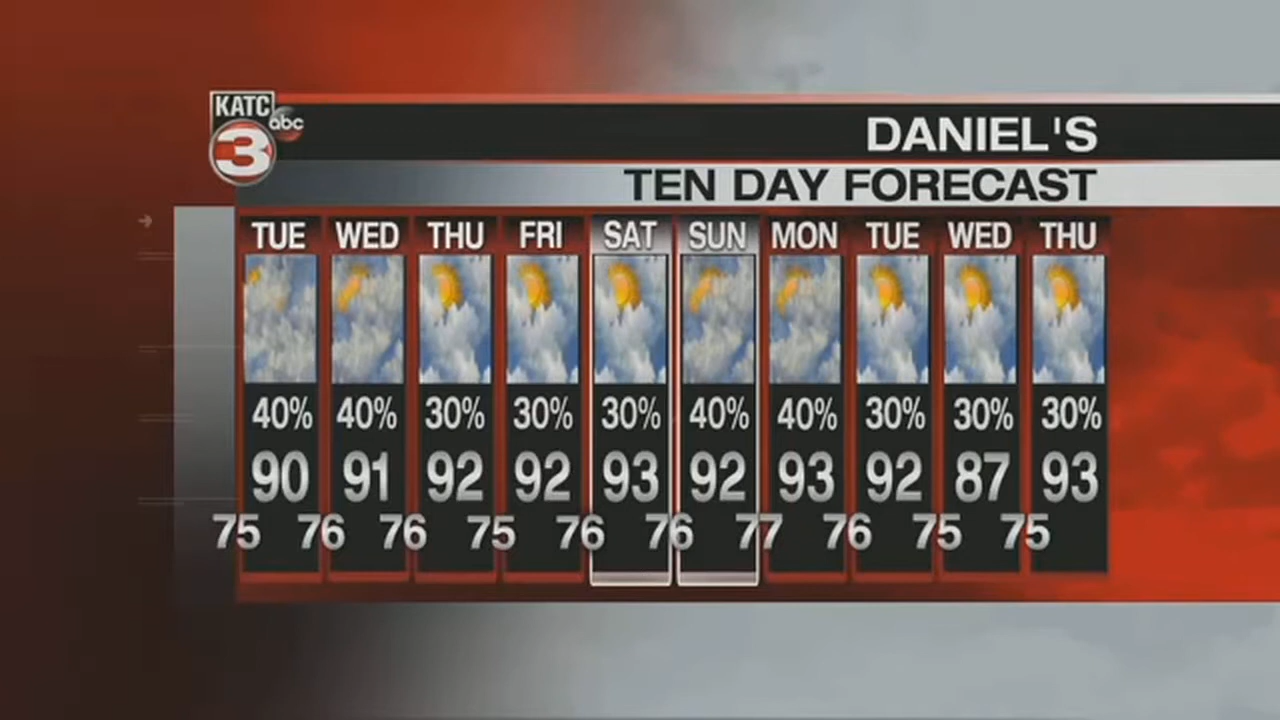 KATC
abc
3
DANIEL'S
TEN DAY FORECAST
TUE WED THU FRI SAT SUN MON TUE WED THU
40% 40% 30% 30% 30% 40% 40% 30% 30% 30%
90 91 92 92 93 92 93 92 87 93
75 76 76 75 76 76 77 76 75 75